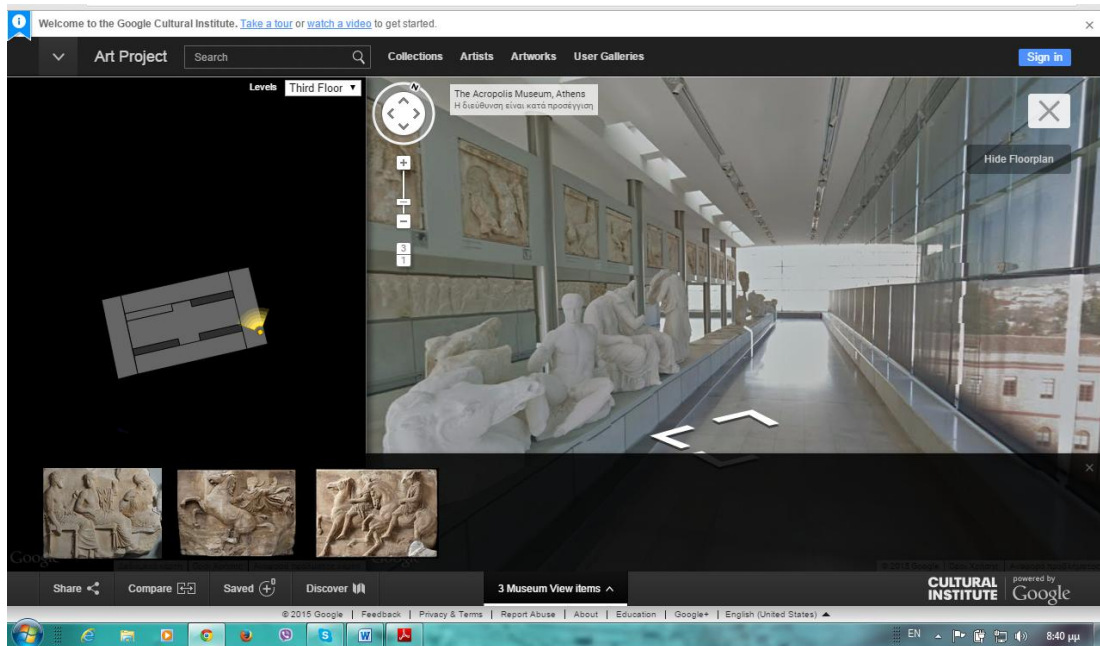 Welcome to the Google Cultural Institute. Take a tour or watch a video to get started.
Art Project
Search
Collections Artists Artworks User Galleries
Sign in
Levels Third Floor
N
The Acropolis Museum, Athens
Η διεύθυνση είναι κατά προσέγγιση
Hide Floorplan
3
1
Google
Share Compare Saved 0 Discover
3 Museum View items
CULTURAL INSTITUTE
powered by Google
© 2015 Google | Feedback | Privacy & Terms | Report Abuse | About | Education | Google+ | English (United States)
EN 8:40 μμ